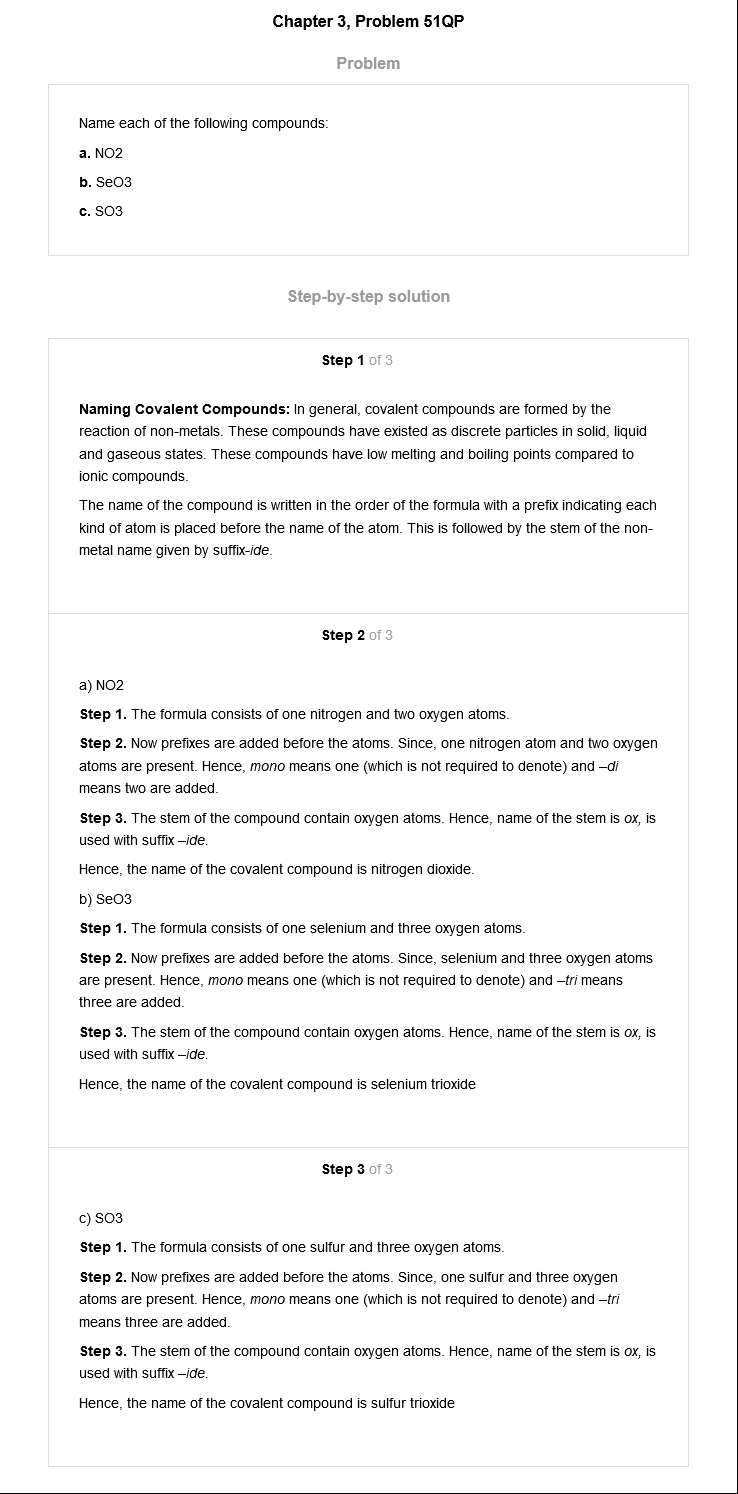 Chapter 3, Problem 51QP
Problem
Name each of the following compounds:
a. NO2
b. SeO3
c. SO3
Step-by-step solution
Step 1 of 3
Naming Covalent Compounds: In general, covalent compounds are formed by the
reaction of non-metals. These compounds have existed as discrete particles in solid, liquid
and gaseous states. These compounds have low melting and boiling points compared to
ionic compounds.
The name of the compound is written in the order of the formula with a prefix indicating each
kind of atom is placed before the name of the atom. This is followed by the stem of the non-
metal name given by suffix-ide.
Step 2 of 3
a) NO2
Step 1. The formula consists of one nitrogen and two oxygen atoms.
Step 2. Now prefixes are added before the atoms. Since, one nitrogen atom and two oxygen
atoms are present. Hence, mono means one (which is not required to denote) and –di
means two are added.
Step 3. The stem of the compound contain oxygen atoms. Hence, name of the stem is ox, is
used with suffix –ide.
Hence, the name of the covalent compound is nitrogen dioxide.
b) SeO3
Step 1. The formula consists of one selenium and three oxygen atoms.
Step 2. Now prefixes are added before the atoms. Since, selenium and three oxygen atoms
are present. Hence, mono means one (which is not required to denote) and –tri means
three are added.
Step 3. The stem of the compound contain oxygen atoms. Hence, name of the stem is ox, is
used with suffix –ide.
Hence, the name of the covalent compound is selenium trioxide
Step 3 of 3
c) SO3
Step 1. The formula consists of one sulfur and three oxygen atoms.
Step 2. Now prefixes are added before the atoms. Since, one sulfur and three oxygen
atoms are present. Hence, mono means one (which is not required to denote) and –tri
means three are added.
Step 3. The stem of the compound contain oxygen atoms. Hence, name of the stem is ox, is
used with suffix –ide.
Hence, the name of the covalent compound is sulfur trioxide